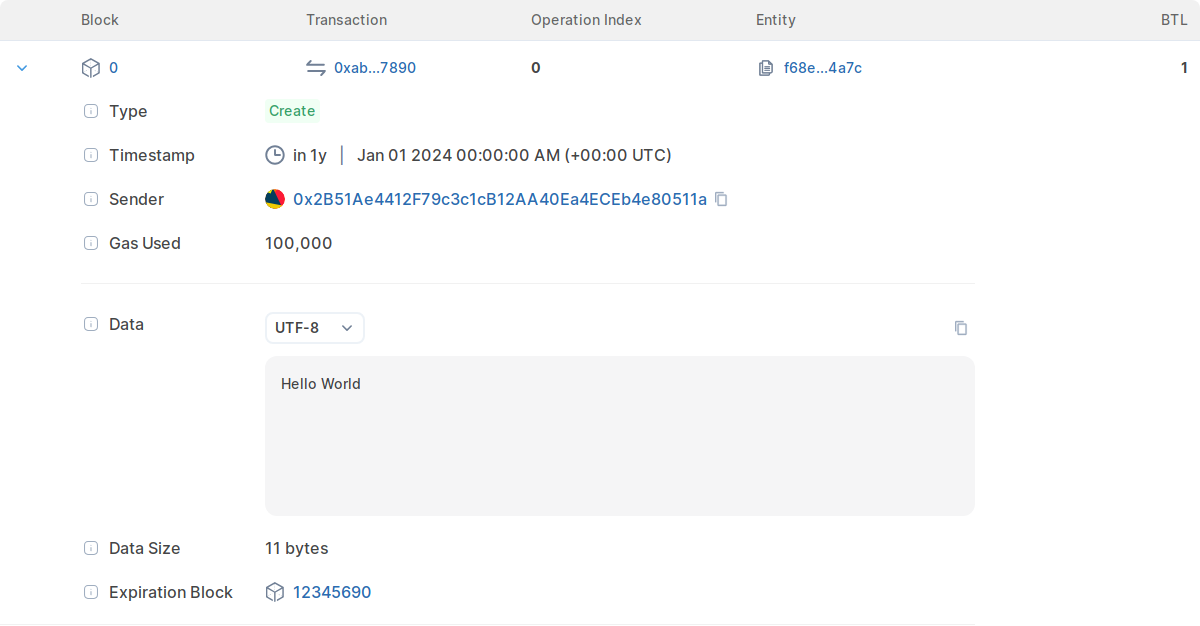 Block Transaction Operation Index Entity BTL
0 0xab...7890 0 f68e...4a7c 1
Type Create
Timestamp in 1y | Jan 01 2024 00:00:00 AM (+00:00 UTC)
Sender 0x2B51Ae4412F79c3c1cB12AA40Ea4ECEb4e80511a
Gas Used 100,000
Data UTF-8
Hello World
Data Size 11 bytes
Expiration Block 12345690